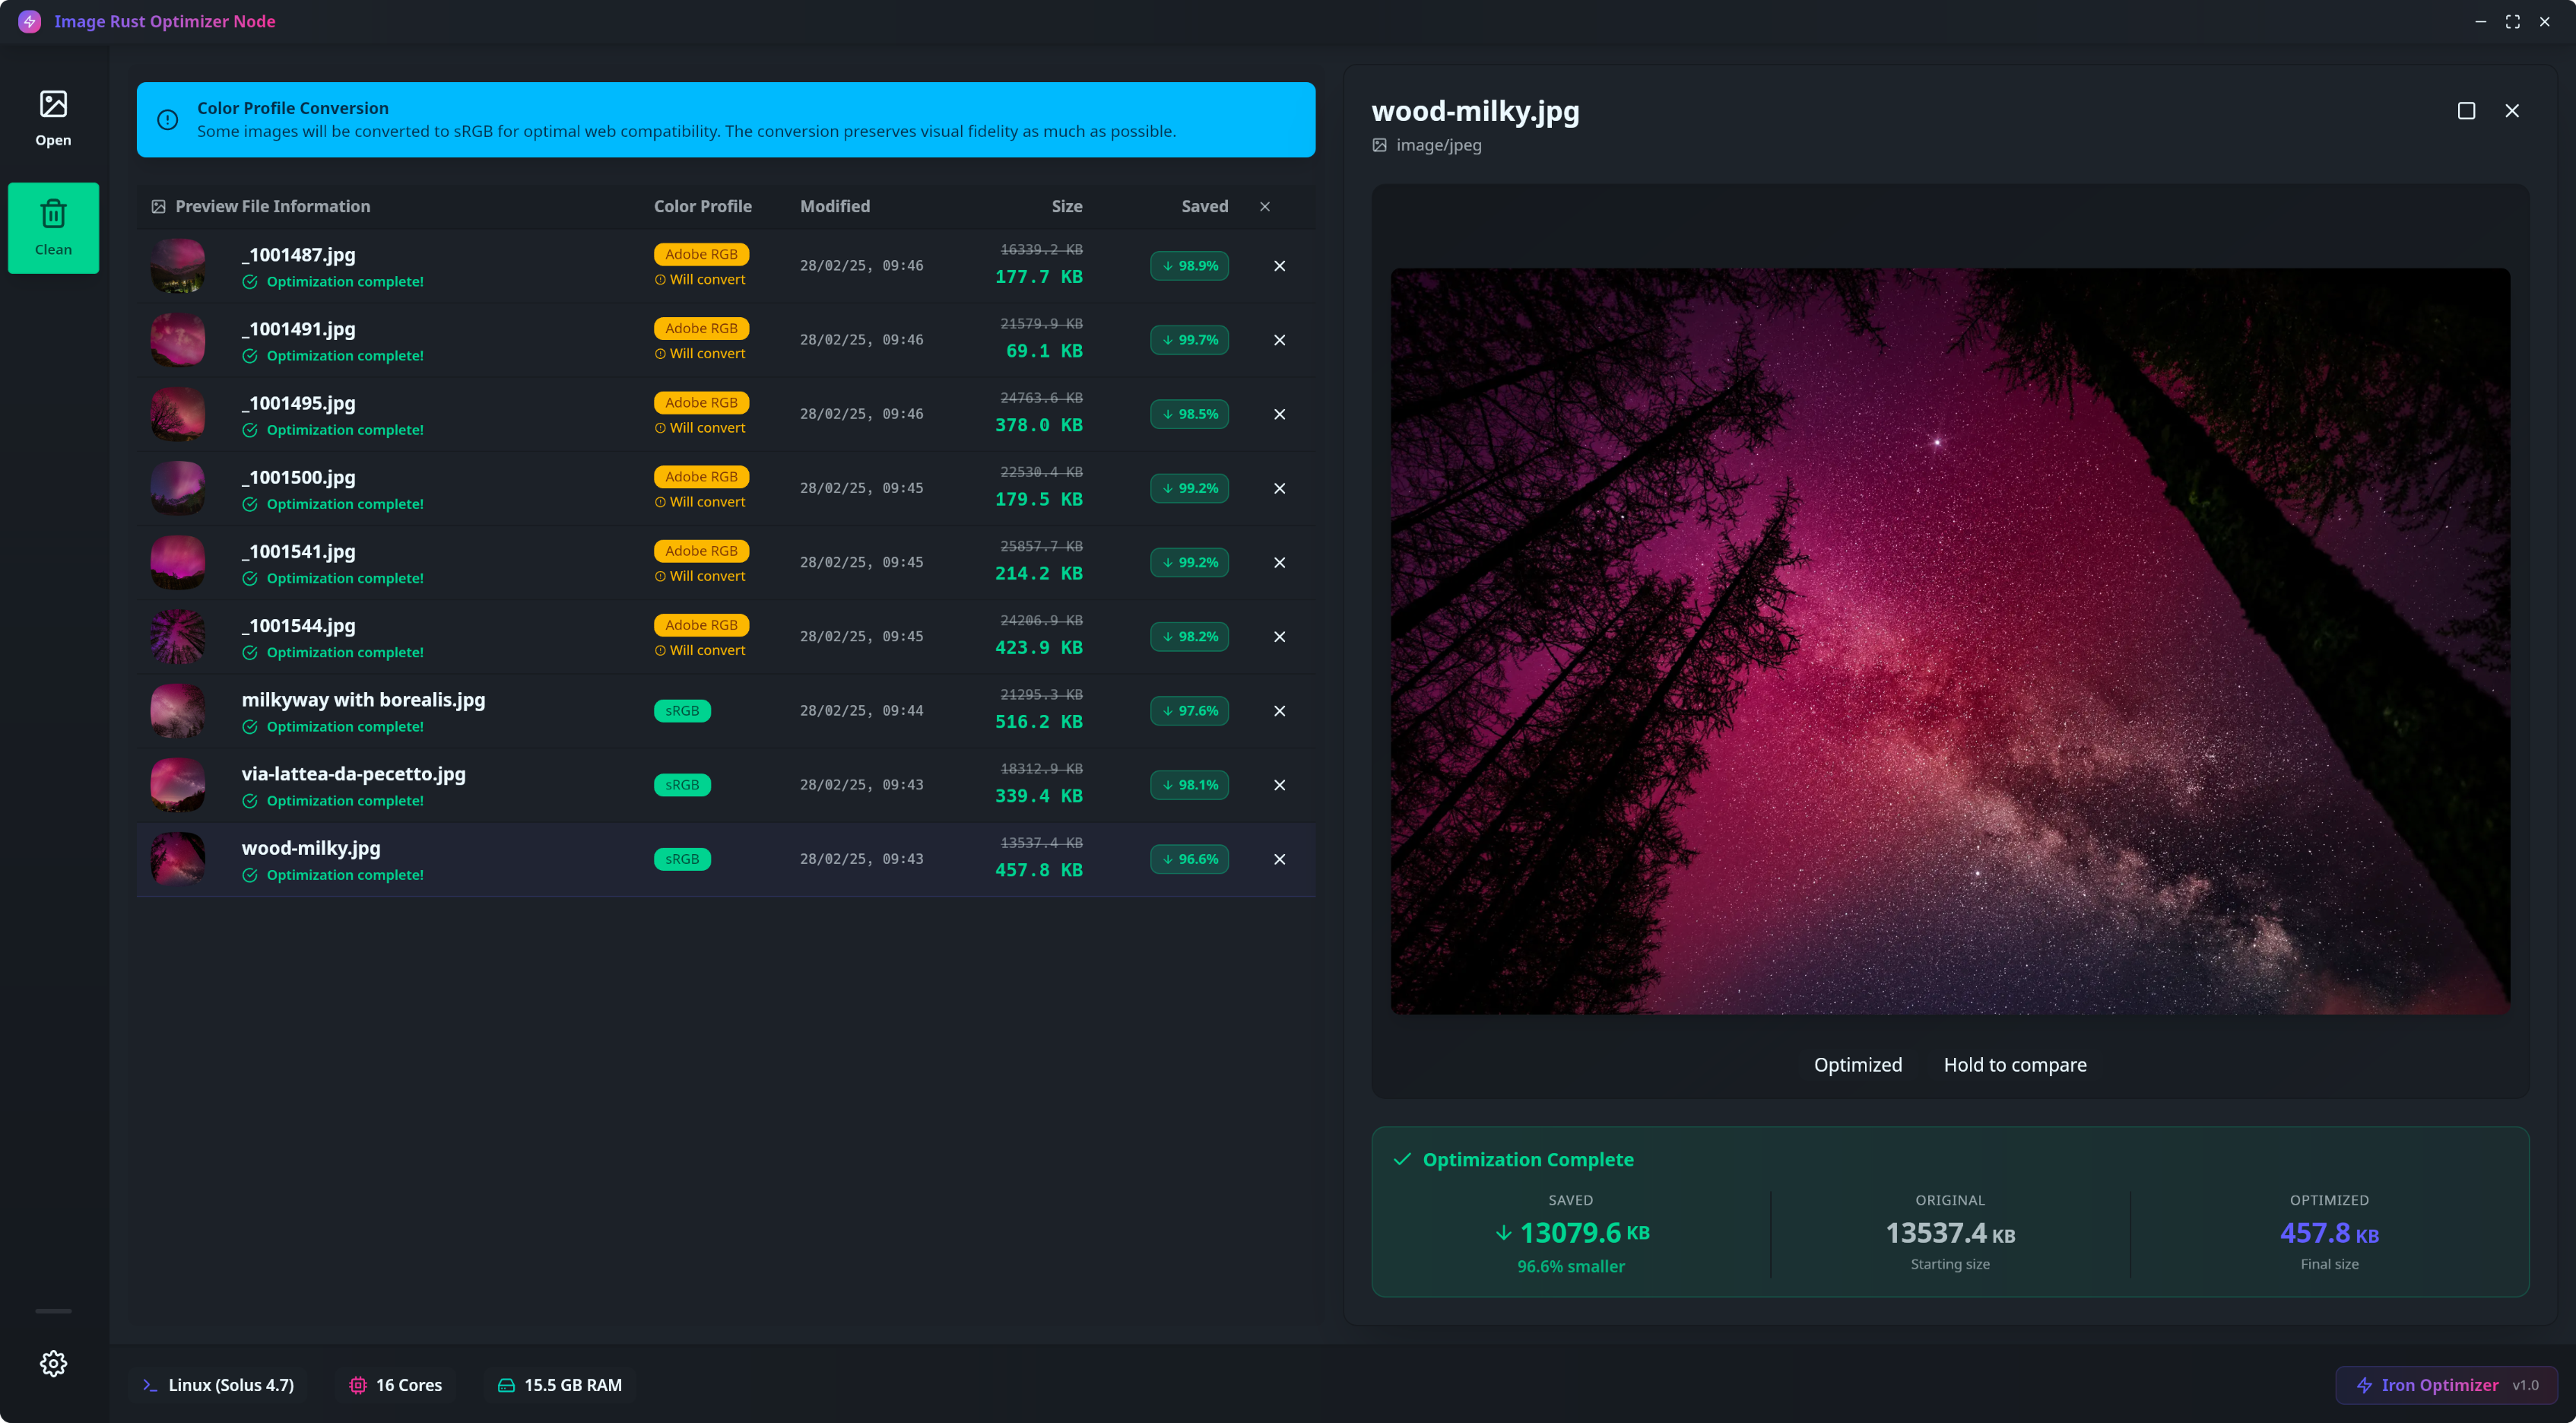 Image Rust Optimizer Node
Open
Clean
Color Profile Conversion
Some images will be converted to sRGB for optimal web compatibility. The conversion preserves visual fidelity as much as possible.
Preview File Information Color Profile Modified Size Saved
_1001487.jpg
Optimization complete!
Adobe RGB
Will convert
28/02/25, 09:46
16339.2 KB
177.7 KB
98.9%
_1001491.jpg
Optimization complete!
Adobe RGB
Will convert
28/02/25, 09:46
21579.9 KB
69.1 KB
99.7%
_1001495.jpg
Optimization complete!
Adobe RGB
Will convert
28/02/25, 09:46
24763.6 KB
378.0 KB
98.5%
_1001500.jpg
Optimization complete!
Adobe RGB
Will convert
28/02/25, 09:45
22530.4 KB
179.5 KB
99.2%
_1001541.jpg
Optimization complete!
Adobe RGB
Will convert
28/02/25, 09:45
25857.7 KB
214.2 KB
99.2%
_1001544.jpg
Optimization complete!
Adobe RGB
Will convert
28/02/25, 09:45
24206.9 KB
423.9 KB
98.2%
milkyway with borealis.jpg
Optimization complete!
sRGB
28/02/25, 09:44
21295.3 KB
516.2 KB
97.6%
via-lattea-da-pecetto.jpg
Optimization complete!
sRGB
28/02/25, 09:43
18312.9 KB
339.4 KB
98.1%
wood-milky.jpg
Optimization complete!
sRGB
28/02/25, 09:43
13537.4 KB
457.8 KB
96.6%
wood-milky.jpg
image/jpeg
Optimized Hold to compare
Optimization Complete
SAVED
13079.6 KB
96.6% smaller
ORIGINAL
13537.4 KB
Starting size
OPTIMIZED
457.8 KB
Final size
Linux (Solus 4.7) 16 Cores 15.5 GB RAM
Iron Optimizer v1.0